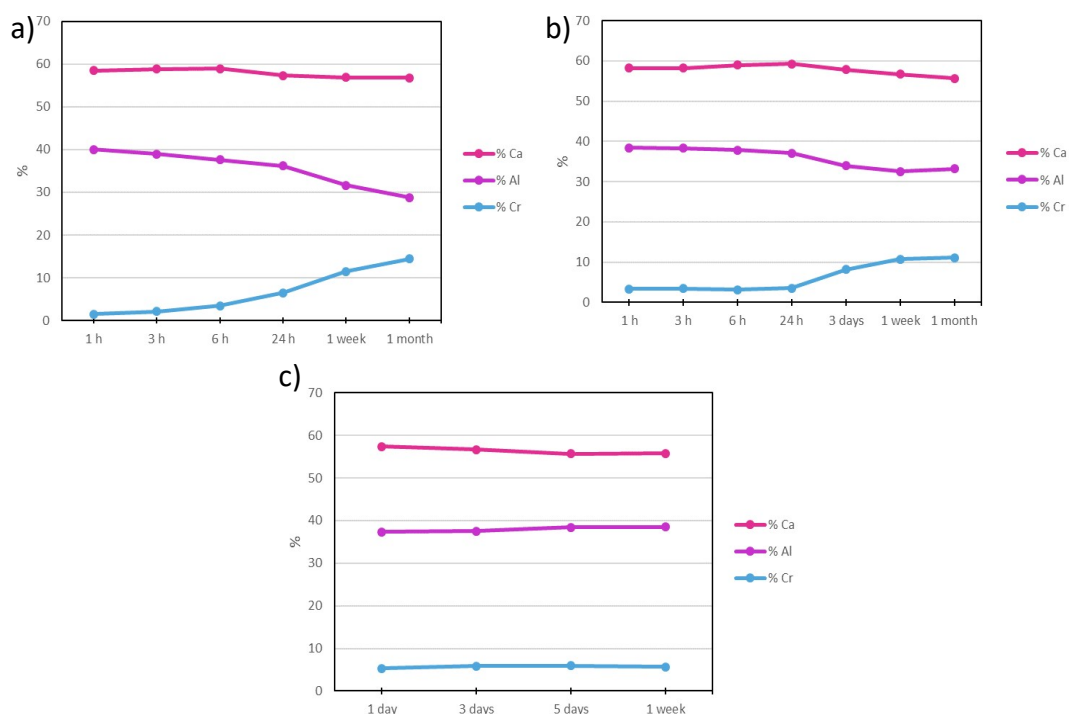 a)
70
60
50
40
30
20
10
0
%
1 h 3 h 6 h 24 h 1 week 1 month
% Ca
% Al
% Cr
b)
70
60
50
40
30
20
10
0
%
1 h 3 h 6 h 24 h 3 days 1 week 1 month
% Ca
% Al
% Cr
c)
70
60
50
40
30
20
10
0
%
1 day 3 days 5 days 1 week
% Ca
% Al
% Cr